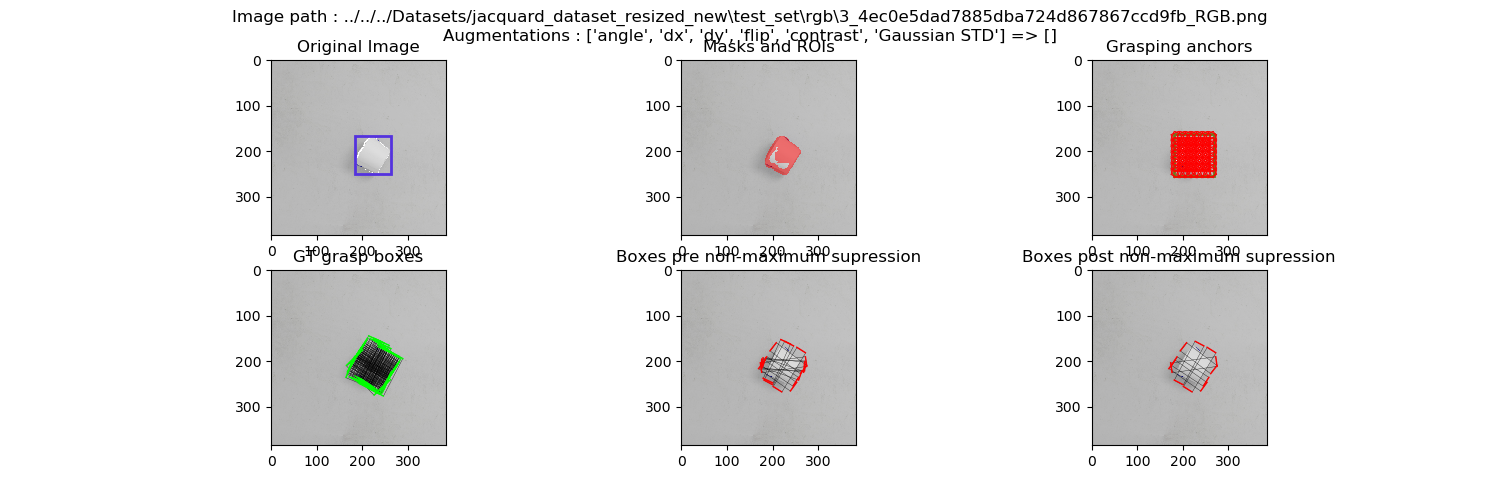 Image path : ../../../Datasets/jacquard_dataset_resized_new\test_set\rgb\3_4ec0e5dad7885dba724d867867ccd9fb_RGB.png
Augmentations : ['angle', 'dx', 'dy', 'flip', 'contrast', 'Gaussian STD'] => []
Original Image
Masks and ROIs
Grasping anchors
0
100
200
300
0 100 200 300
0
100
200
300
0 100 200 300
0
100
200
300
0 100 200 300
GT grasp boxes
Boxes pre non-maximum supression
Boxes post non-maximum supression
0
100
200
300
0 100 200 300
0
100
200
300
0 100 200 300
0
100
200
300
0 100 200 300